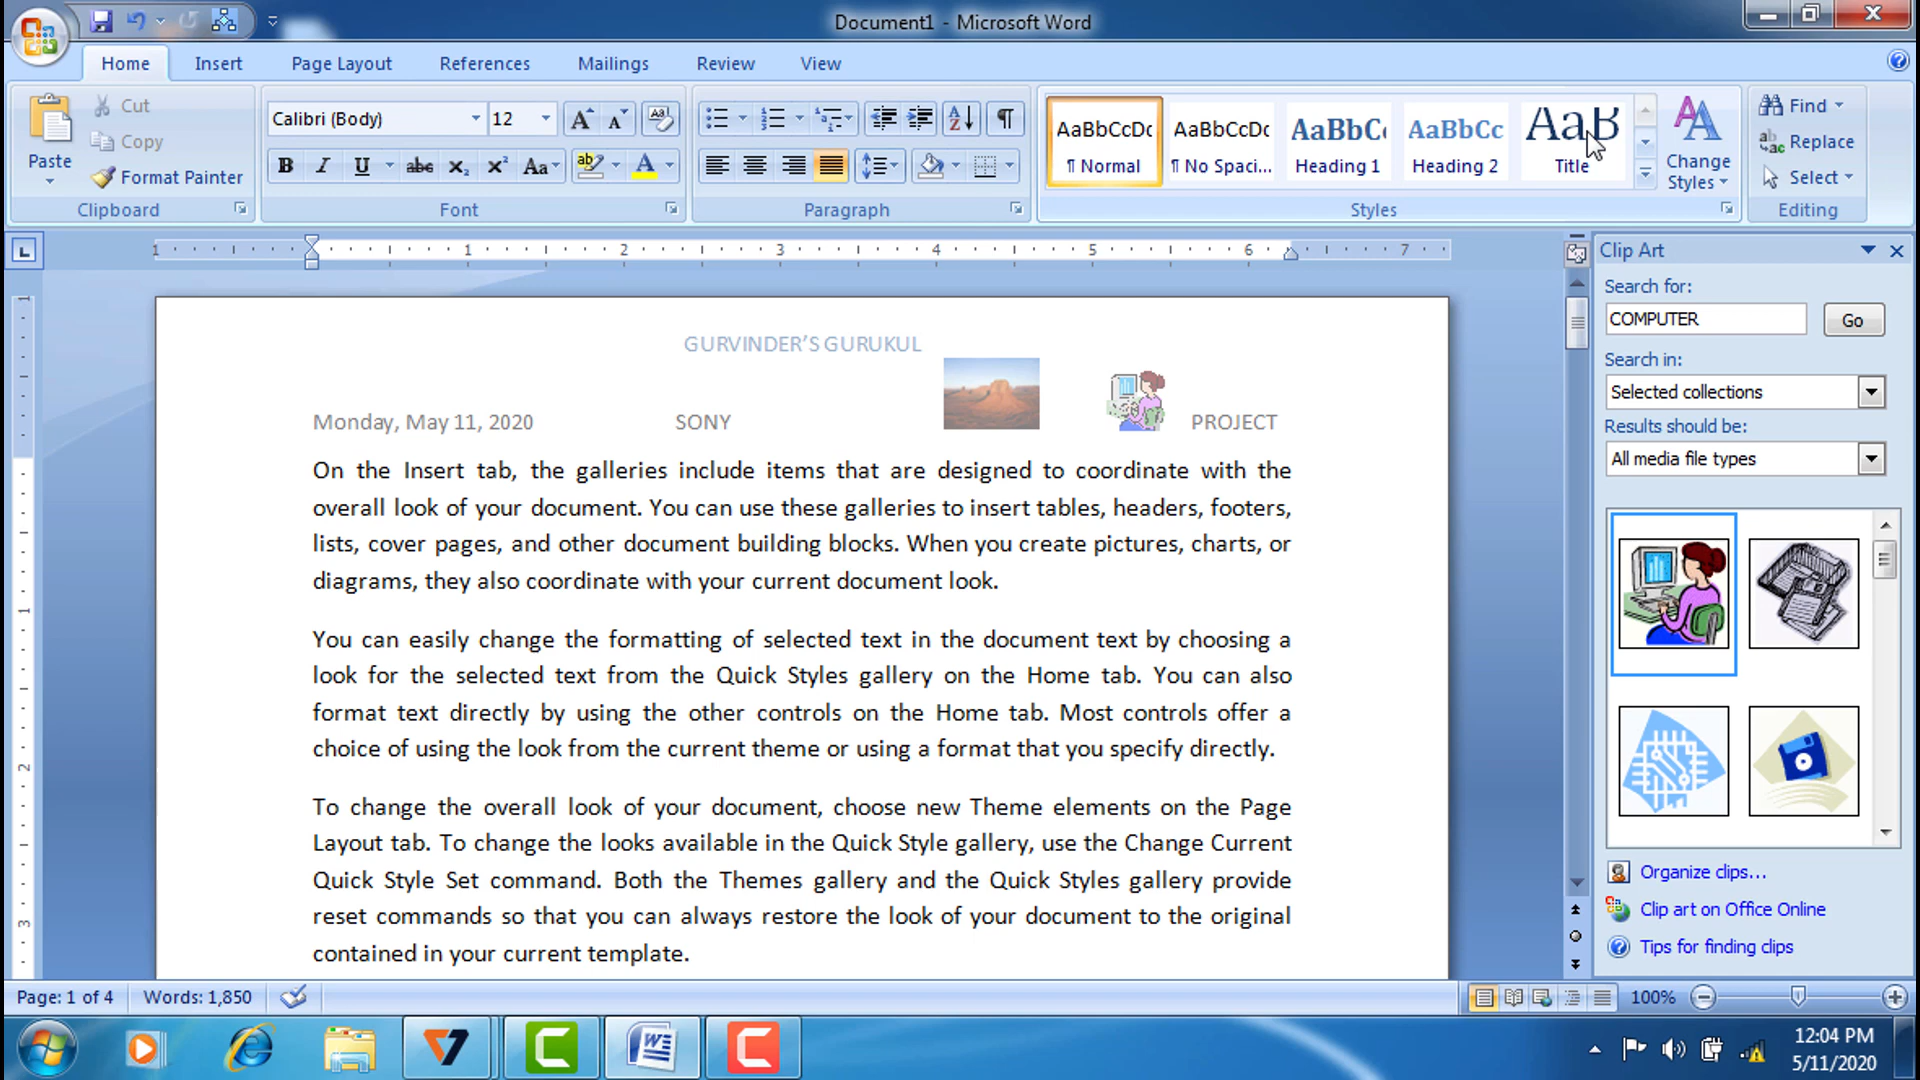 Document1 - Microsoft Word
Home Insert Page Layout References Mailings Review View
Paste
Cut
Copy
Format Painter
Clipboard
Calibri (Body) 12
B I U abc x₂ x² Aa A
Font
Paragraph
AaBbCcDc AaBbCcDc AaBbC AaBbCc AaB
¶ Normal ¶ No Spaci... Heading 1 Heading 2 Title
Change Styles
Styles
Find
Replace
Select
Editing
1 1 2 3 4 5 6 7
GURVINDER’S GURUKUL
Monday, May 11, 2020 SONY PROJECT
On the Insert tab, the galleries include items that are designed to coordinate with the
overall look of your document. You can use these galleries to insert tables, headers, footers,
lists, cover pages, and other document building blocks. When you create pictures, charts, or
diagrams, they also coordinate with your current document look.
You can easily change the formatting of selected text in the document text by choosing a
look for the selected text from the Quick Styles gallery on the Home tab. You can also
format text directly by using the other controls on the Home tab. Most controls offer a
choice of using the look from the current theme or using a format that you specify directly.
To change the overall look of your document, choose new Theme elements on the Page
Layout tab. To change the looks available in the Quick Style gallery, use the Change Current
Quick Style Set command. Both the Themes gallery and the Quick Styles gallery provide
reset commands so that you can always restore the look of your document to the original
contained in your current template.
Clip Art
Search for:
COMPUTER Go
Search in:
Selected collections
Results should be:
All media file types
Organize clips...
Clip art on Office Online
Tips for finding clips
Page: 1 of 4 Words: 1,850 100%
12:04 PM
5/11/2020